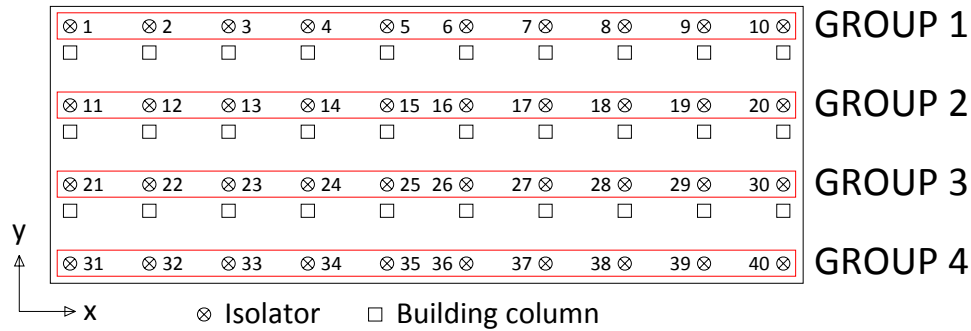 1 2 3 4 5 6 7 8 9 10 GROUP 1
11 12 13 14 15 16 17 18 19 20 GROUP 2
21 22 23 24 25 26 27 28 29 30 GROUP 3
y
31 32 33 34 35 36 37 38 39 40 GROUP 4
x Isolator Building column